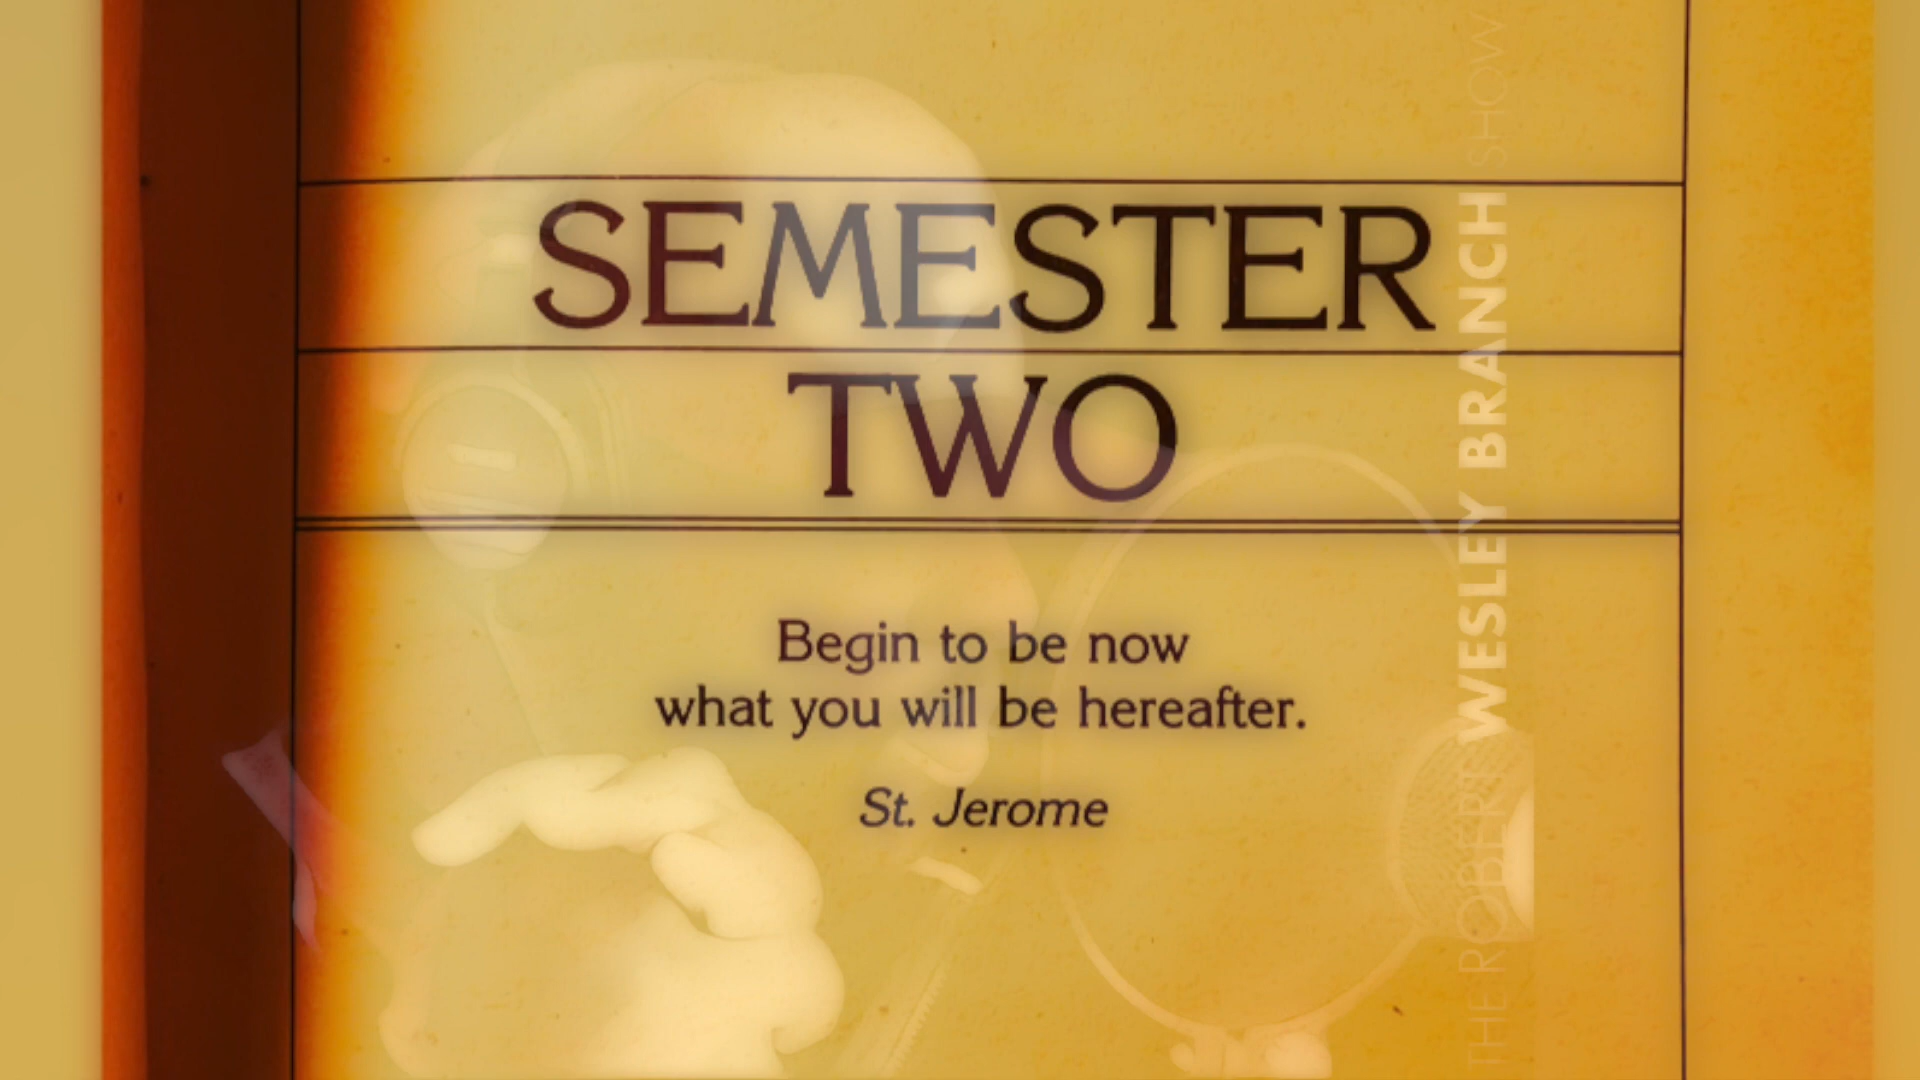 SEMESTER
TWO
Begin to be now
what you will be hereafter.
St. Jerome
THE ROBERT WESLEY BRANCH SHOW